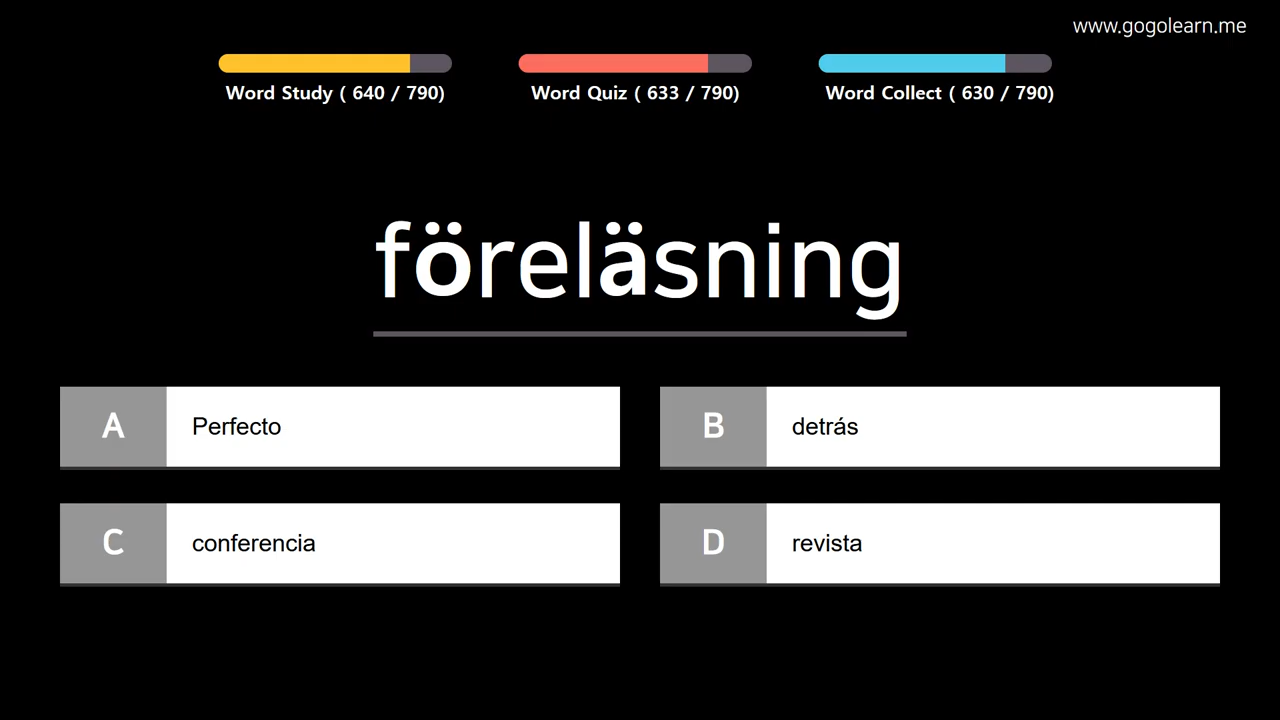 www.gogolearn.me
Word Study ( 640 / 790)
Word Quiz ( 633 / 790)
Word Collect ( 630 / 790)
föreläsning
A Perfecto
B detrás
C conferencia
D revista